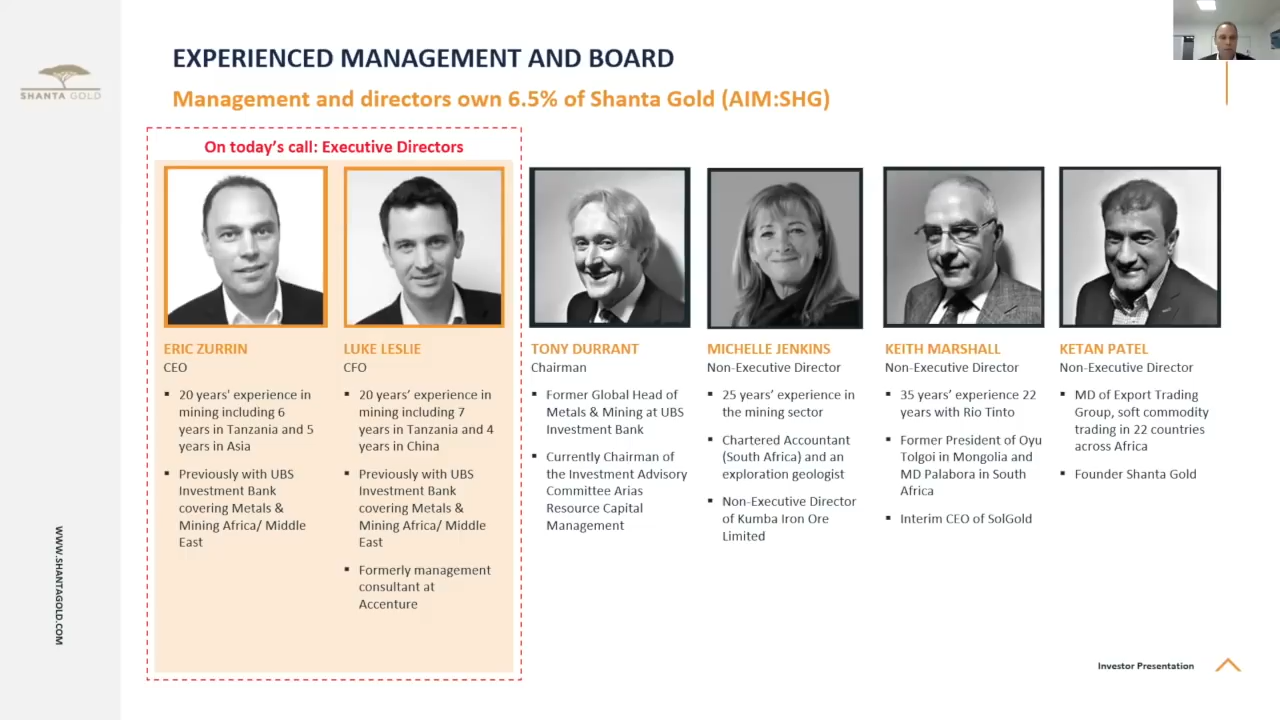 SHANTA GOLD
EXPERIENCED MANAGEMENT AND BOARD
Management and directors own 6.5% of Shanta Gold (AIM:SHG)
On today's call: Executive Directors
ERIC ZURRIN
CEO
▪ 20 years' experience in
mining including 6
years in Tanzania and 5
years in Asia
▪ Previously with UBS
Investment Bank
covering Metals &
Mining Africa/ Middle
East
LUKE LESLIE
CFO
▪ 20 years' experience in
mining including 7
years in Tanzania and 4
years in China
▪ Previously with UBS
Investment Bank
covering Metals &
Mining Africa/ Middle
East
▪ Formerly management
consultant at
Accenture
TONY DURRANT
Chairman
▪ Former Global Head of
Metals & Mining at UBS
Investment Bank
▪ Currently Chairman of
the Investment Advisory
Committee Arias
Resource Capital
Management
MICHELLE JENKINS
Non-Executive Director
▪ 25 years' experience in
the mining sector
▪ Chartered Accountant
(South Africa) and an
exploration geologist
▪ Non-Executive Director
of Kumba Iron Ore
Limited
KEITH MARSHALL
Non-Executive Director
▪ 35 years' experience 22
years with Rio Tinto
▪ Former President of Oyu
Tolgoi in Mongolia and
MD Palabora in South
Africa
▪ Interim CEO of SolGold
KETAN PATEL
Non-Executive Director
▪ MD of Export Trading
Group, soft commodity
trading in 22 countries
across Africa
▪ Founder Shanta Gold
WWW.SHANTAGOLD.COM
Investor Presentation